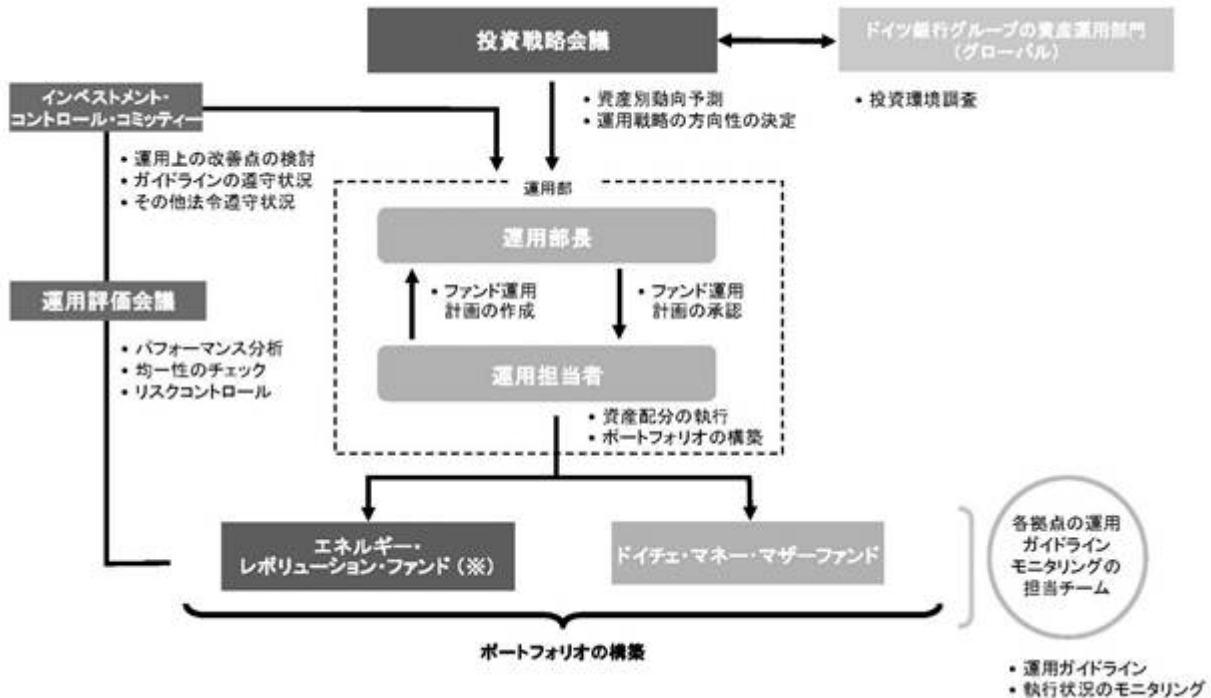 投資戦略会議
ドイツ銀行グループの資産運用部門
(グローバル)
• 資産別動向予測
• 運用戦略の方向性の決定
• 投資環境調査
インベストメント・
コントロール・コミッティー
• 運用上の改善点の検討
• ガイドラインの遵守状況
• その他法令遵守状況
運用部
運用部長
• ファンド運用
計画の作成
• ファンド運用
計画の承認
運用評価会議
• パフォーマンス分析
• 均一性のチェック
• リスクコントロール
運用担当者
• 資産配分の執行
• ポートフォリオの構築
エネルギー・
レボリューション・ファンド(※)
ドイチェ・マネー・マザーファンド
各拠点の運用
ガイドライン
モニタリングの
担当チーム
ポートフォリオの構築
• 運用ガイドライン
• 執行状況のモニタリング